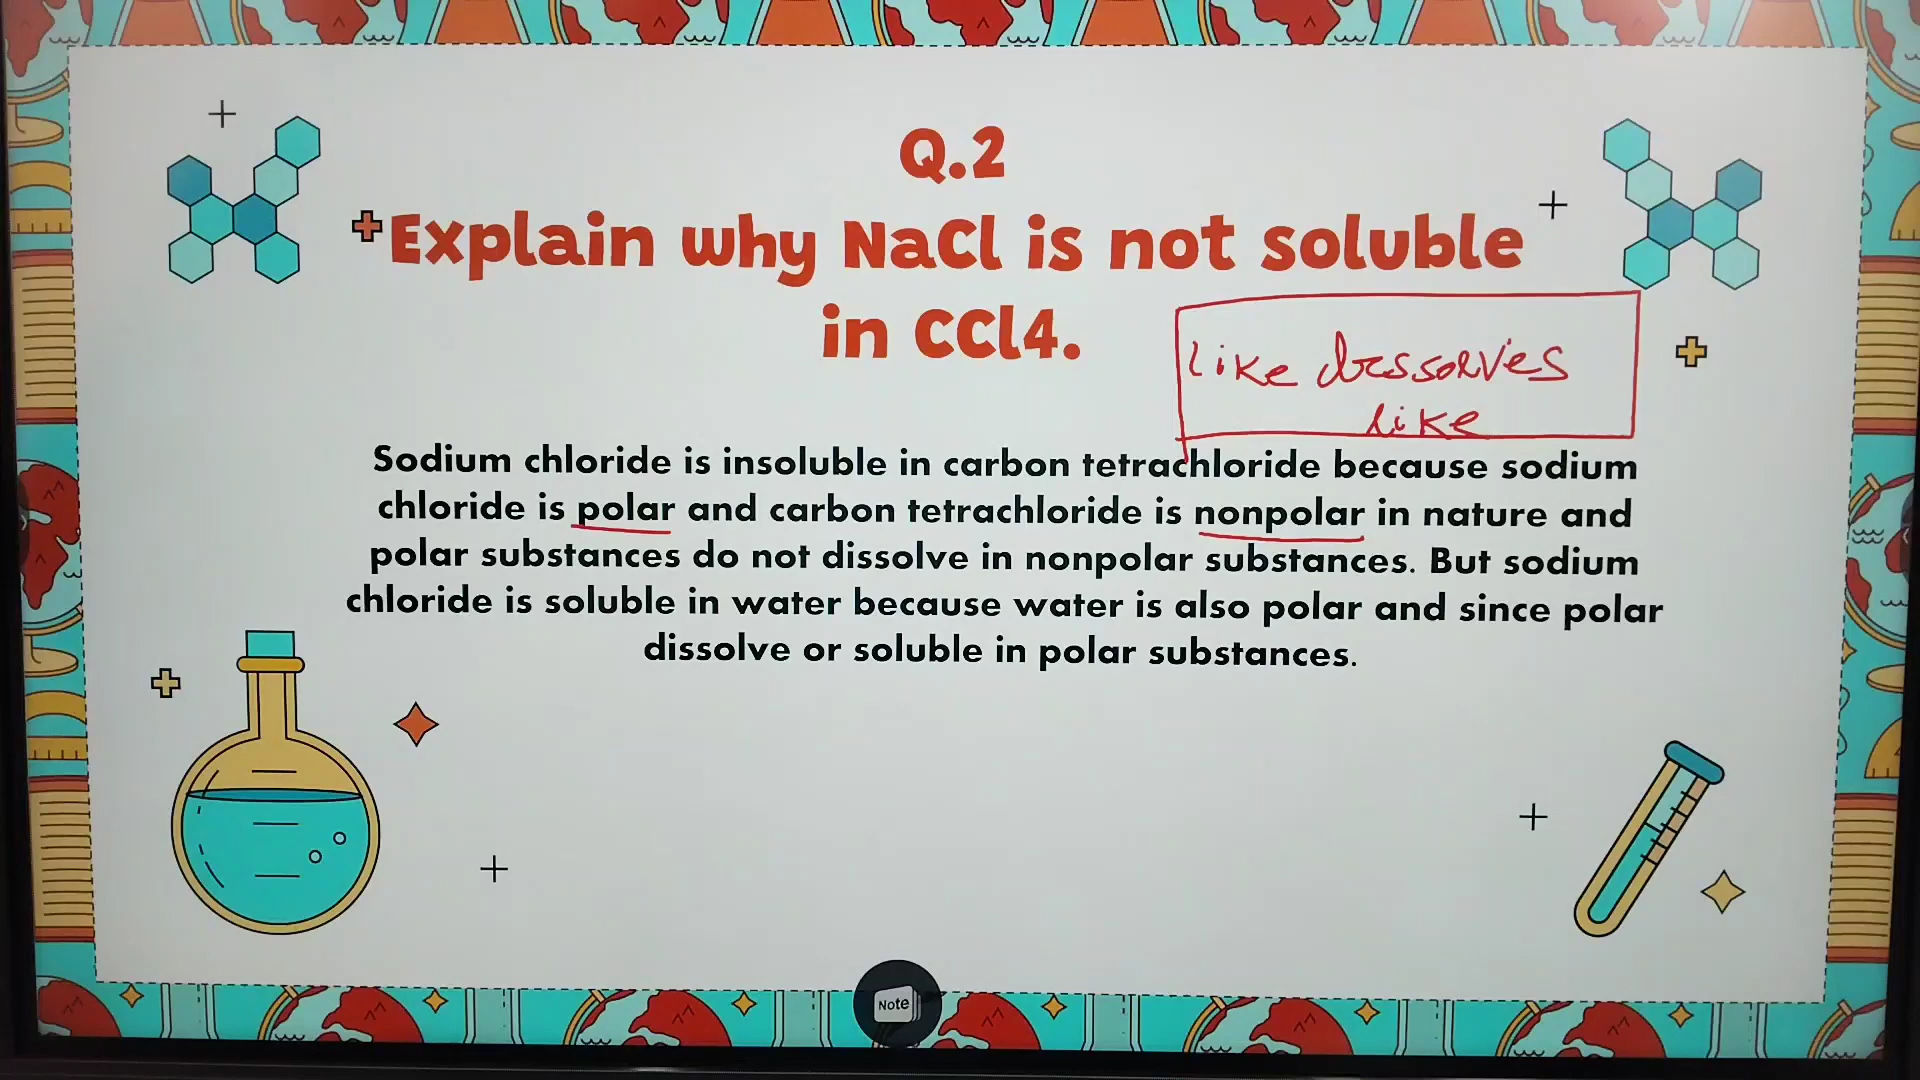 Q.2
Explain why NaCl is not soluble
in CCl4.
like dissolves
like
Sodium chloride is insoluble in carbon tetrachloride because sodium
chloride is polar and carbon tetrachloride is nonpolar in nature and
polar substances do not dissolve in nonpolar substances. But sodium
chloride is soluble in water because water is also polar and since polar
dissolve or soluble in polar substances.
Note